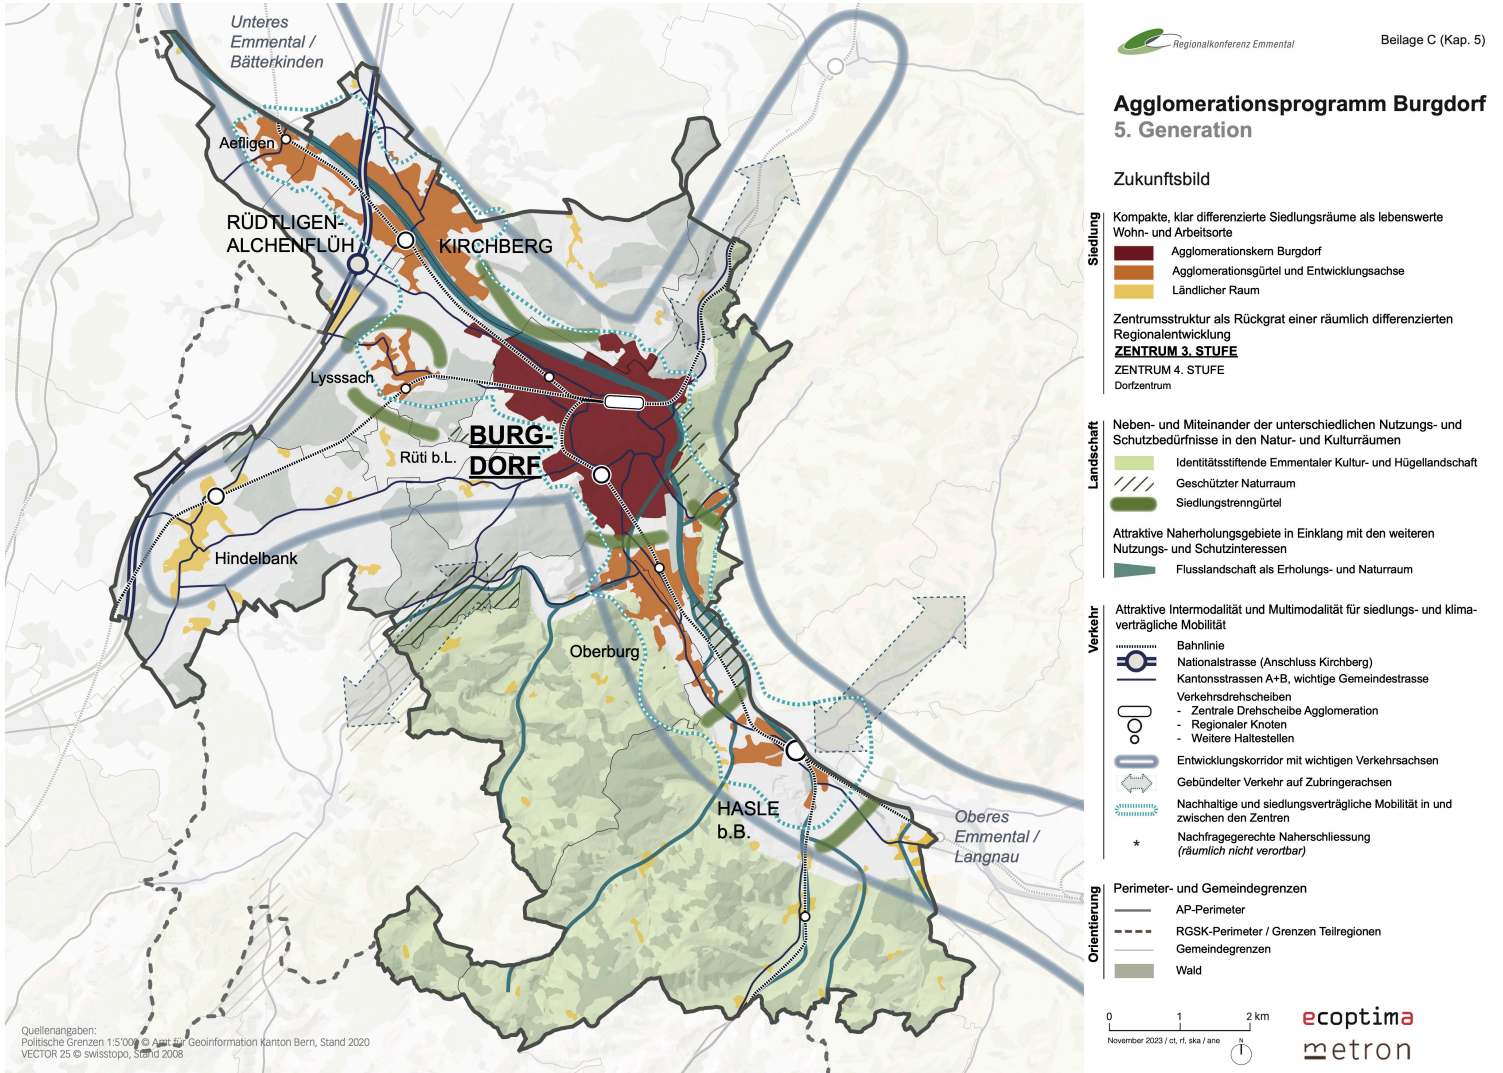 Unteres
Emmental /
Bätterkinden
Aefligen
RÜDTLIGEN-
ALCHENFLÜH
KIRCHBERG
Lysssach
BURG-
DORF
Rüti b.L.
Hindelbank
Oberburg
HASLE
b.B.
Oberes
Emmental /
Langnau
Quellenangaben:
Politische Grenzen 1:5'000 © Amt für Geoinformation Kanton Bern, Stand 2020
VECTOR 25 © swisstopo, Stand 2008
Regionalkonferenz Emmental
Beilage C (Kap. 5)
Agglomerationsprogramm Burgdorf
5. Generation
Zukunftsbild
Siedlung
Kompakte, klar differenzierte Siedlungsräume als lebenswerte
Wohn- und Arbeitsorte
Agglomerationskern Burgdorf
Agglomerationsgürtel und Entwicklungsachse
Ländlicher Raum
Zentrumsstruktur als Rückgrat einer räumlich differenzierten
Regionalentwicklung
ZENTRUM 3. STUFE
ZENTRUM 4. STUFE
Dorfzentrum
Landschaft
Neben- und Miteinander der unterschiedlichen Nutzungs- und
Schutzbedürfnisse in den Natur- und Kulturräumen
Identitätsstiftende Emmentaler Kultur- und Hügellandschaft
Geschützter Naturraum
Siedlungstrenngürtel
Attraktive Naherholungsgebiete in Einklang mit den weiteren
Nutzungs- und Schutzinteressen
Flusslandschaft als Erholungs- und Naturraum
Verkehr
Attraktive Intermodalität und Multimodalität für siedlungs- und klima-
verträgliche Mobilität
Bahnlinie
Nationalstrasse (Anschluss Kirchberg)
Kantonsstrassen A+B, wichtige Gemeindestrasse
Verkehrsdrehscheiben
- Zentrale Drehscheibe Agglomeration
- Regionaler Knoten
- Weitere Haltestellen
Entwicklungskorridor mit wichtigen Verkehrsachsen
Gebündelter Verkehr auf Zubringerachsen
Nachhaltige und siedlungsverträgliche Mobilität in und
zwischen den Zentren
* Nachfragegerechte Naherschliessung
(räumlich nicht verortbar)
Orientierung
Perimeter- und Gemeindegrenzen
AP-Perimeter
RGSK-Perimeter / Grenzen Teilregionen
Gemeindegrenzen
Wald
0 1 2 km
November 2023 / ct, rf, ska / ane
N
ecoptima
metron